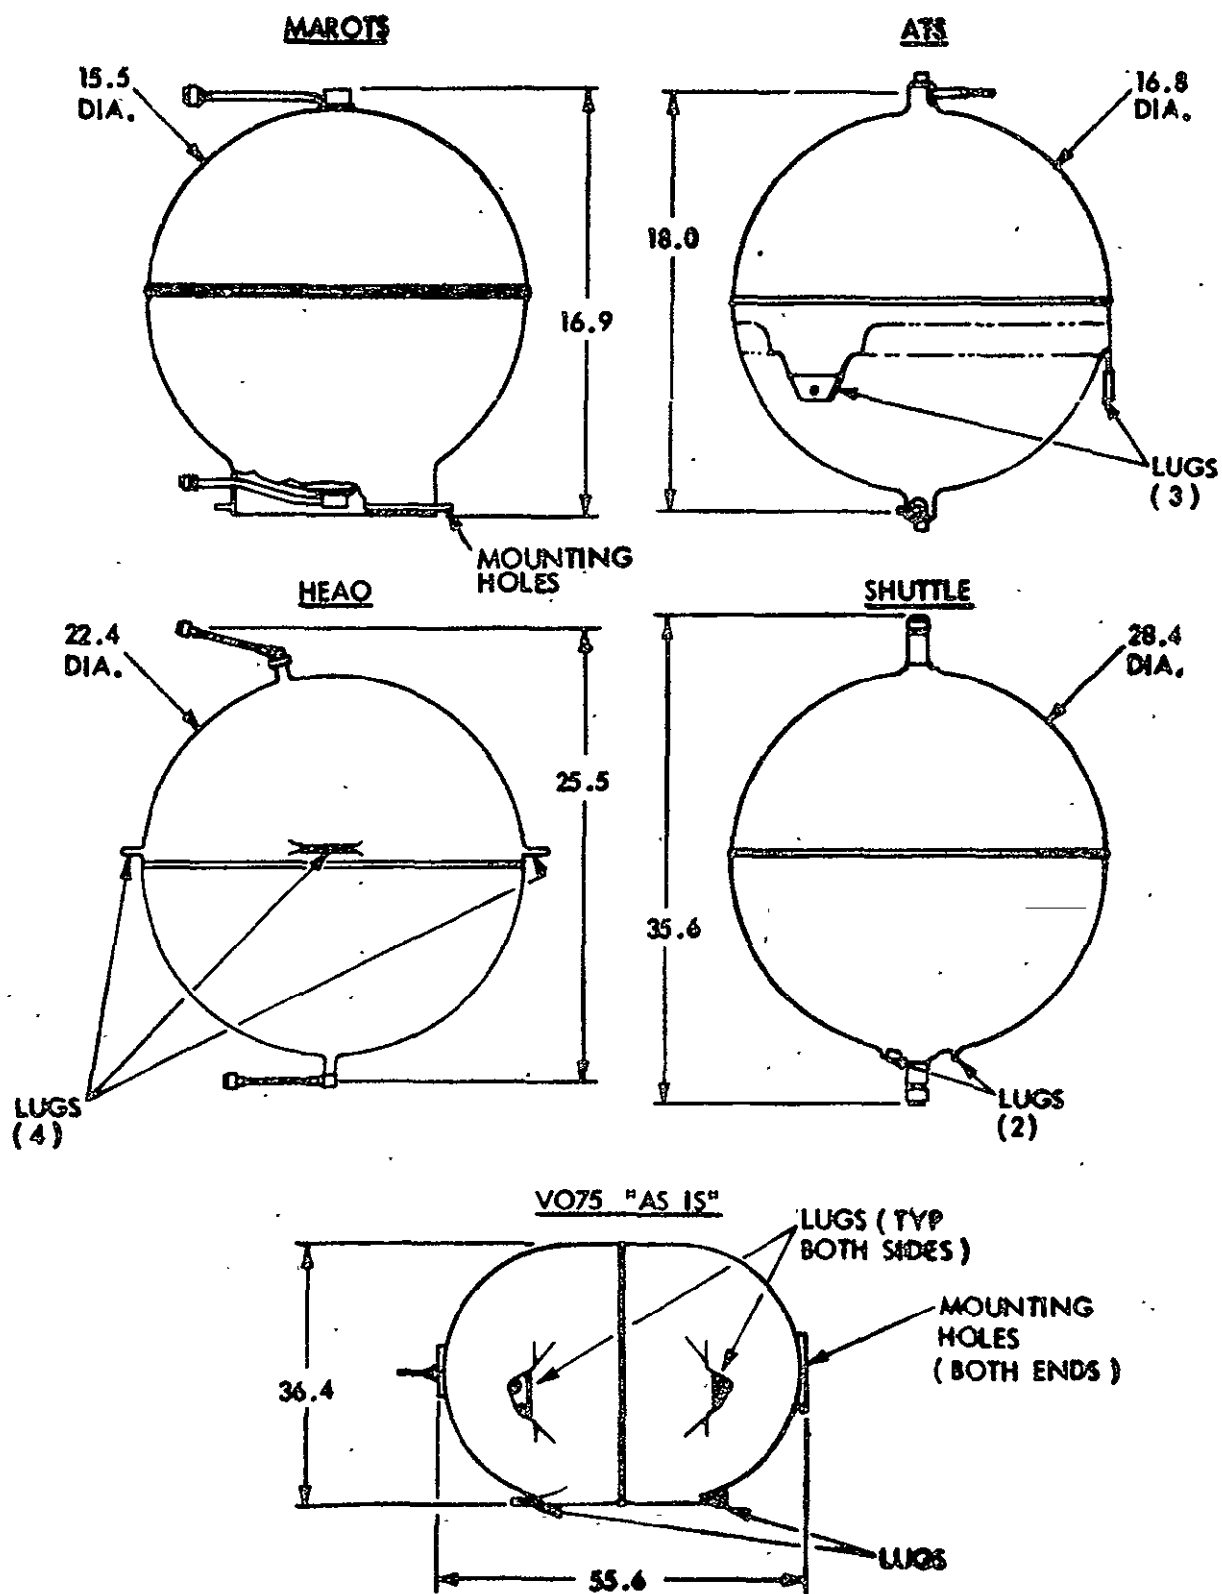 MAROTS
15.5
DIA.
16.9
MOUNTING
HOLES
ATS
16.8
DIA.
18.0
LUGS
(3)
HEAO
22.4
DIA.
25.5
LUGS
(4)
SHUTTLE
28.4
DIA.
35.6
LUGS
(2)
VO75 "AS IS"
LUGS (TYP
BOTH SIDES)
MOUNTING
HOLES
(BOTH ENDS)
36.4
LUGS
55.6